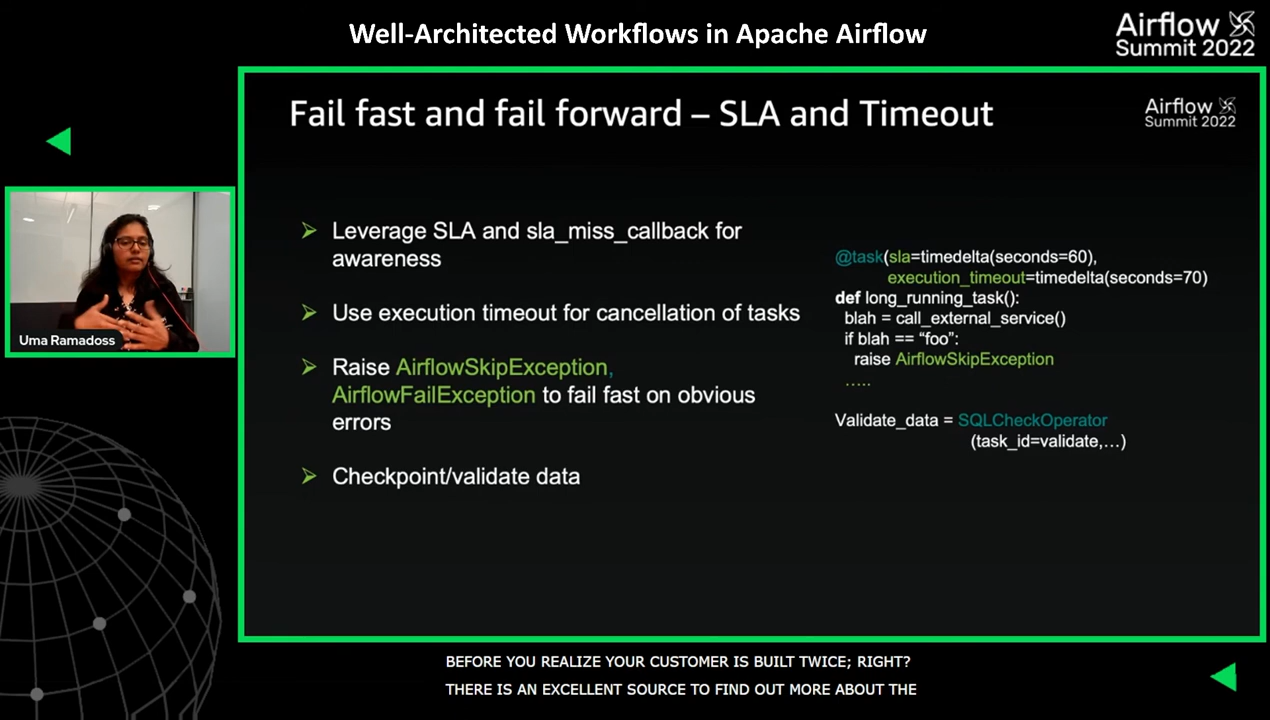 Well-Architected Workflows in Apache Airflow
Airflow
Summit 2022
Fail fast and fail forward – SLA and Timeout
Airflow
Summit 2022
Uma Ramadoss
➢ Leverage SLA and sla_miss_callback for
awareness
➢ Use execution timeout for cancellation of tasks
➢ Raise AirflowSkipException,
AirflowFailException to fail fast on obvious
errors
➢ Checkpoint/validate data
@task(sla=timedelta(seconds=60),
execution_timeout=timedelta(seconds=70)
def long_running_task():
blah = call_external_service()
if blah == “foo”:
raise AirflowSkipException
…..
Validate_data = SQLCheckOperator
(task_id=validate,…)
BEFORE YOU REALIZE YOUR CUSTOMER IS BUILT TWICE; RIGHT?
THERE IS AN EXCELLENT SOURCE TO FIND OUT MORE ABOUT THE